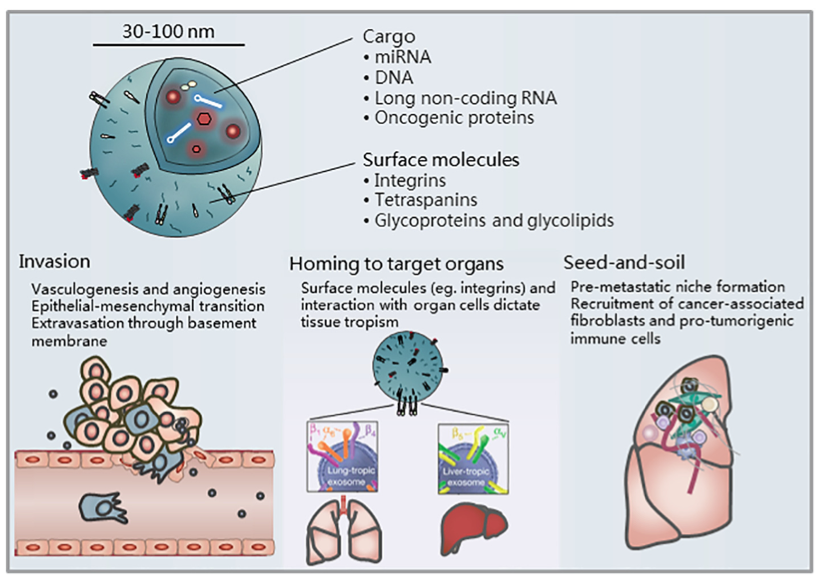 30-100 nm
Cargo
• miRNA
• DNA
• Long non-coding RNA
• Oncogenic proteins
Surface molecules
• Integrins
• Tetraspanins
• Glycoproteins and glycolipids
Invasion
Vasculogenesis and angiogenesis
Epithelial-mesenchymal transition
Extravasation through basement
membrane
Homing to target organs
Surface molecules (eg. integrins) and
interaction with organ cells dictate
tissue tropism
Seed-and-soil
Pre-metastatic niche formation
Recruitment of cancer-associated
fibroblasts and pro-tumorigenic
immune cells
β₄
Lung-tropic
exosome
β₅ αv
Liver-tropic
exosome